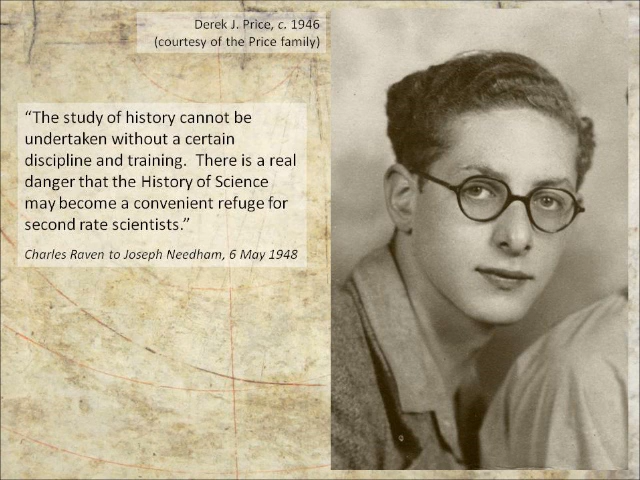 Derek J. Price, c. 1946
(courtesy of the Price family)
“The study of history cannot be
undertaken without a certain
discipline and training.  There is a real
danger that the History of Science
may become a convenient refuge for
second rate scientists.”
Charles Raven to Joseph Needham, 6 May 1948